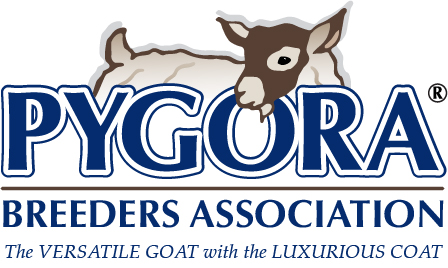 PYGORA®
BREEDERS ASSOCIATION
The VERSATILE GOAT with the LUXURIOUS COAT